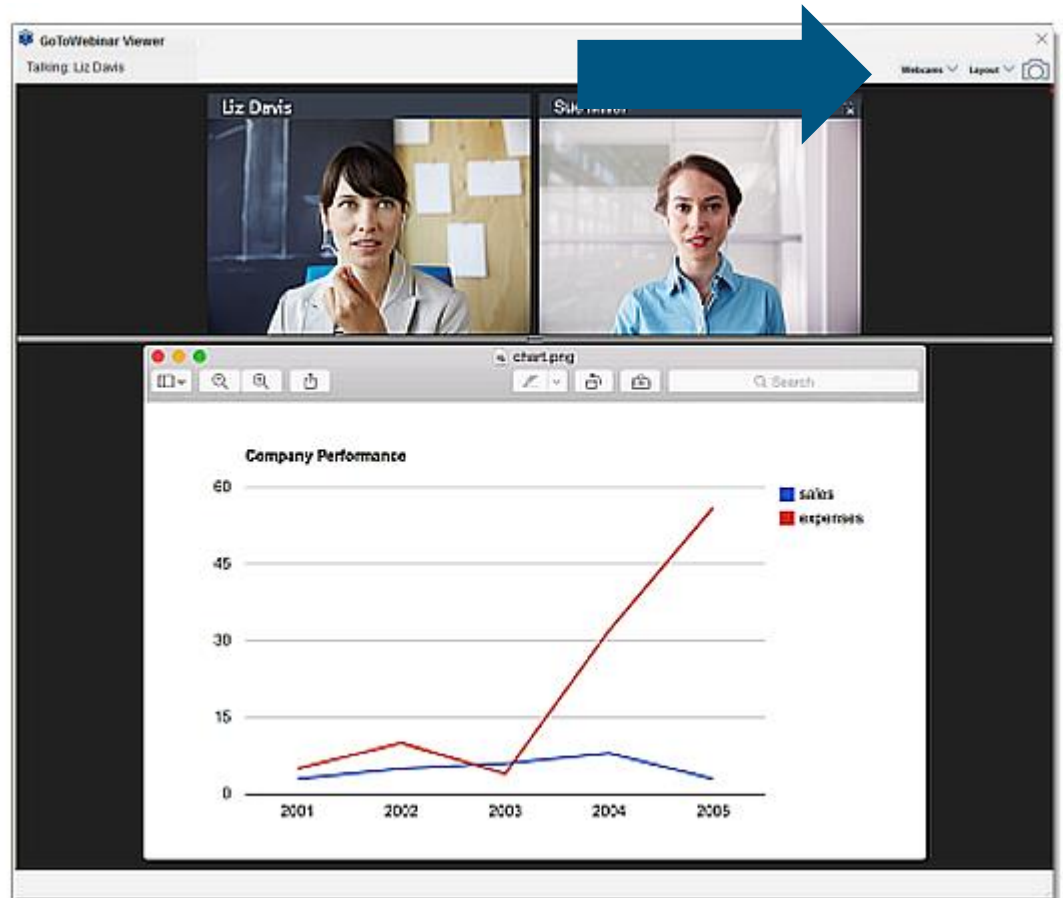 GoToWebinar Viewer
Talking: Liz Davis
Webcams Layout
Liz Davis
chart.png
Search
Company Performance
60
sales
expenses
45
30
15
0
2001 2002 2003 2004 2005